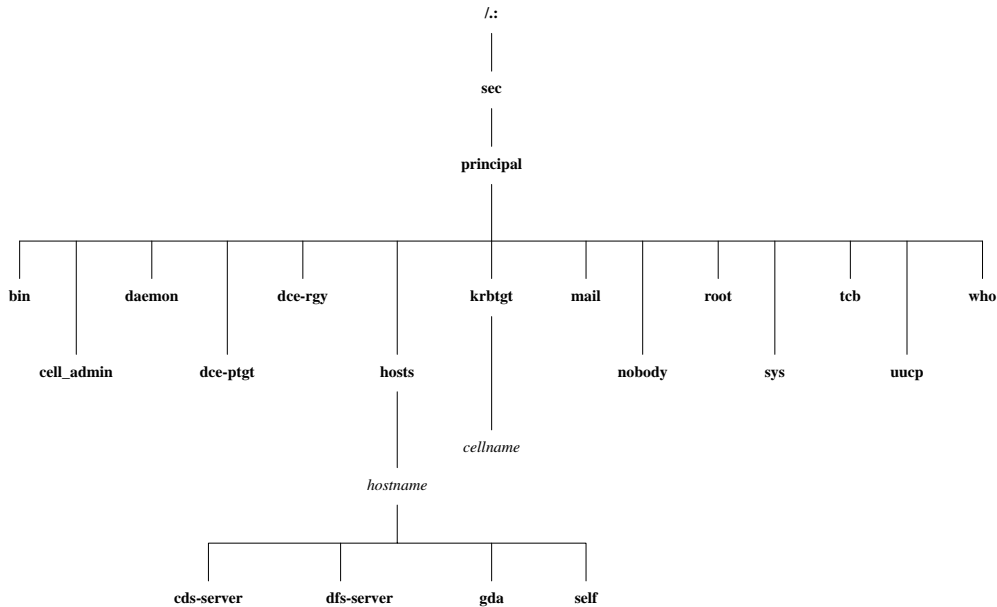 /.:
sec
principal
bin daemon dce-rgy krbtgt mail root tcb who
cell_admin dce-ptgt hosts nobody sys uucp
cellname
hostname
cds-server dfs-server gda self